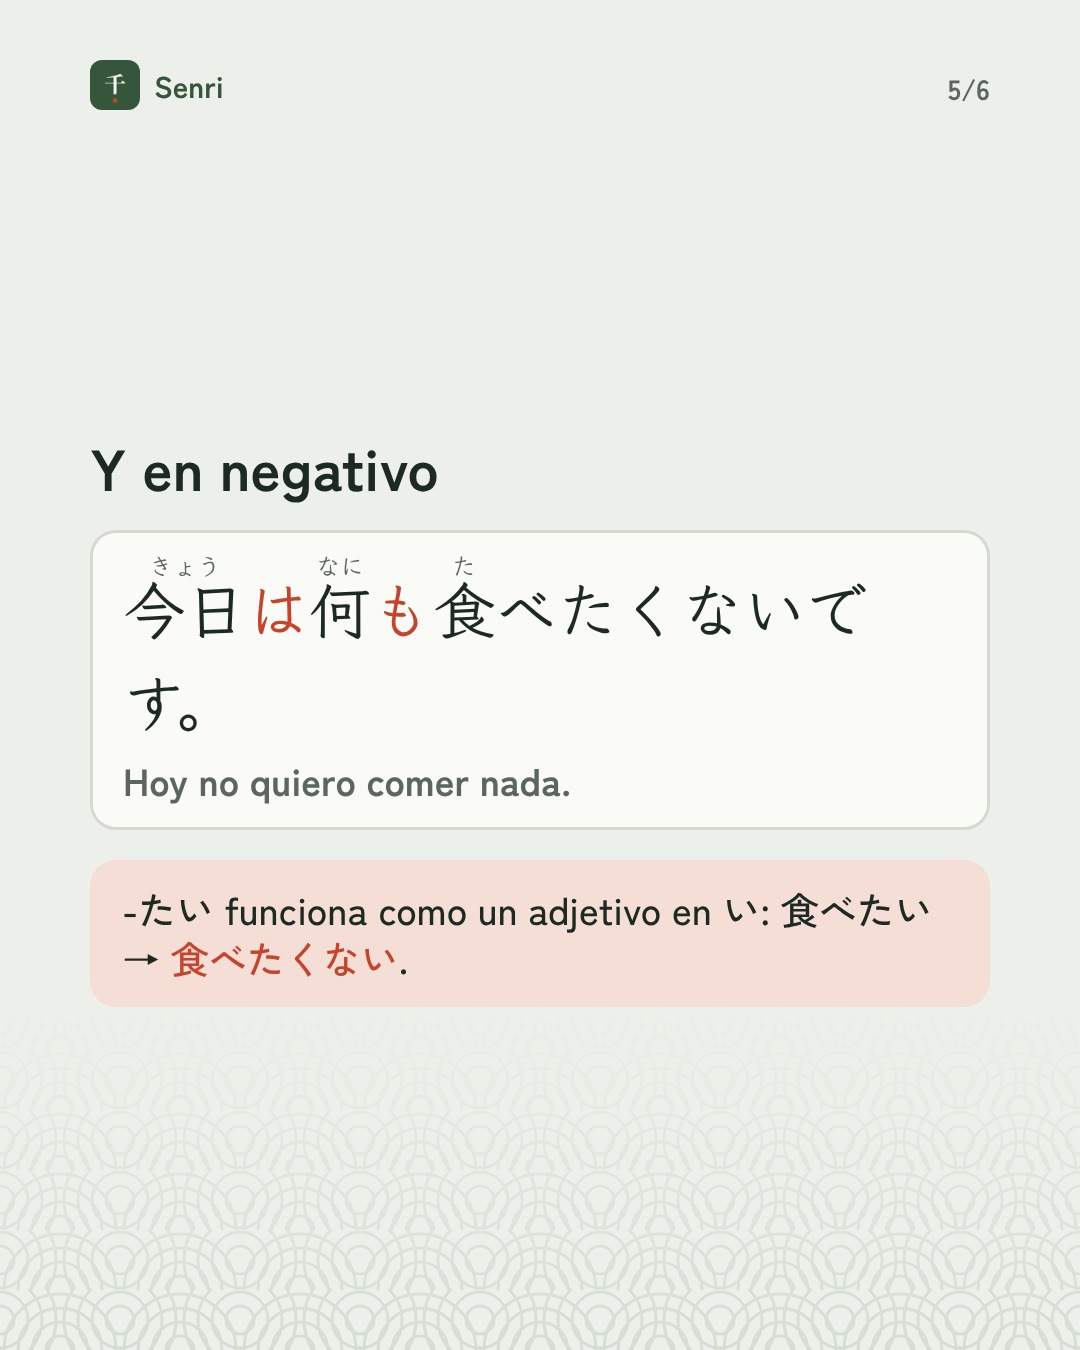 千
Senri
5/6
Y en negativo
きょう なに た
今日は何も食べたくないで
す。
Hoy no quiero comer nada.
-たい funciona como un adjetivo en い: 食べたい
→ 食べたくない.